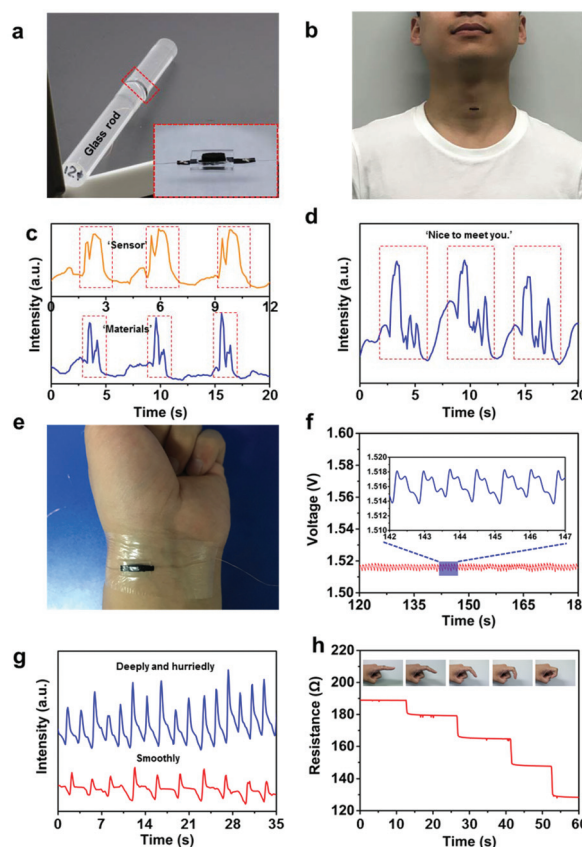 a
Glass rod
12
b
c
'Sensor'
Intensity (a.u.)
0 3 6 9 12
'Materials'
0 5 10 15 20
Time (s)
d
'Nice to meet you.'
Intensity (a.u.)
0 5 10 15 20
Time (s)
e
f
1.60
1.58
1.56
1.54
1.52
1.50
Voltage (V)
1.520
1.518
1.516
1.514
1.512
1.510
142 143 144 145 146 147
120 135 150 165 180
Time (s)
g
Deeply and hurriedly
Smoothly
Intensity (a.u.)
0 7 14 21 28 35
Time (s)
h
220
200
180
160
140
120
Resistance (Ω)
0 10 20 30 40 50 60
Time (s)